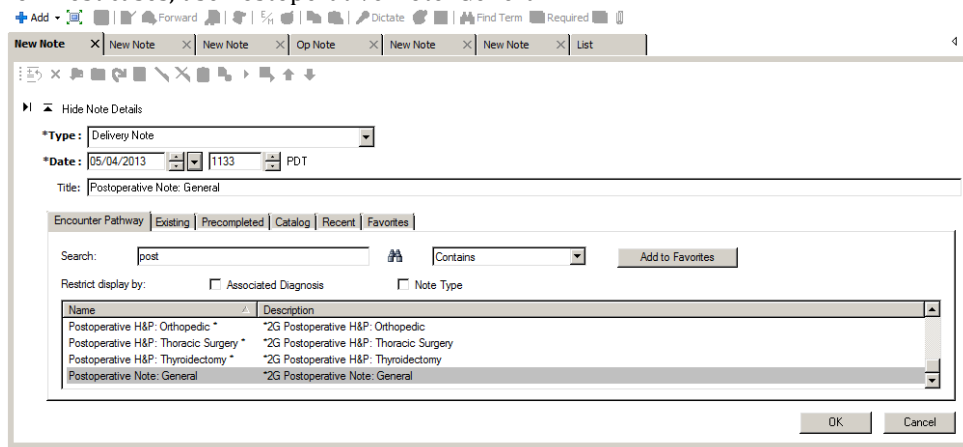 Add Forward Dictate Find Term Required
New Note New Note New Note Op Note New Note New Note List
Hide Note Details
*Type: Delivery Note
*Date: 05/04/2013 1133 PDT
Title: Postoperative Note: General
Encounter Pathway Existing Precompleted Catalog Recent Favorites
Search: post Contains Add to Favorites
Restrict display by: Associated Diagnosis Note Type
Name Description
Postoperative H&P: Orthopedic * *2G Postoperative H&P: Orthopedic
Postoperative H&P: Thoracic Surgery * *2G Postoperative H&P: Thoracic Surgery
Postoperative H&P: Thyroidectomy * *2G Postoperative H&P: Thyroidectomy
Postoperative Note: General *2G Postoperative Note: General
OK Cancel